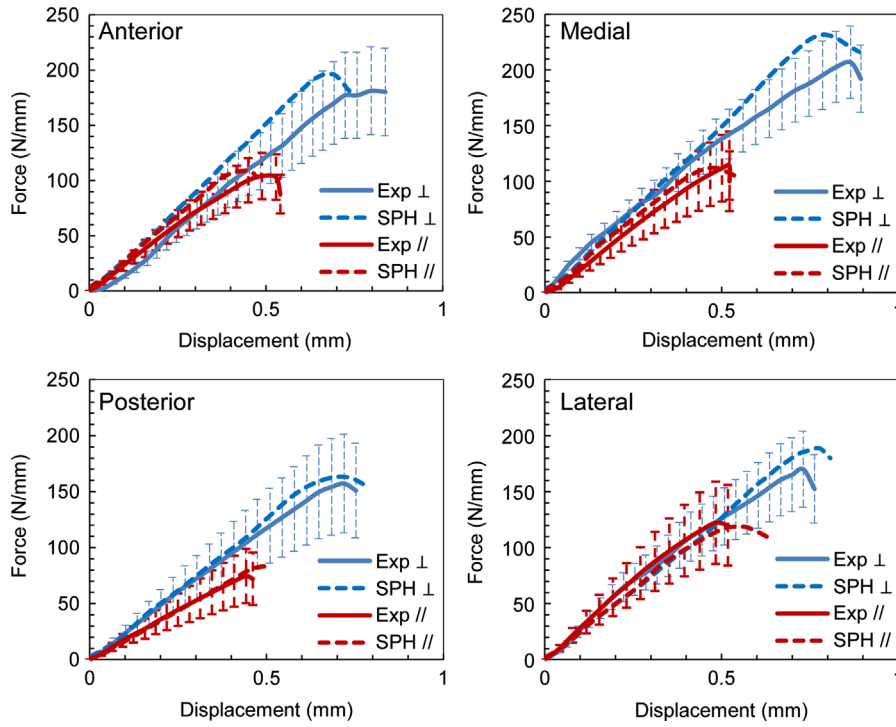 Anterior
Force (N/mm)
250
200
150
100
50
0
Exp ⊥
SPH ⊥
Exp //
SPH //
0
0.5
1
Displacement (mm)
Medial
Force (N/mm)
250
200
150
100
50
0
Exp ⊥
SPH ⊥
Exp //
SPH //
0
0.5
1
Displacement (mm)
Posterior
Force (N/mm)
250
200
150
100
50
0
Exp ⊥
SPH ⊥
Exp //
SPH //
0
0.5
1
Displacement (mm)
Lateral
Force (N/mm)
250
200
150
100
50
0
Exp ⊥
SPH ⊥
Exp //
SPH //
0
0.5
1
Displacement (mm)